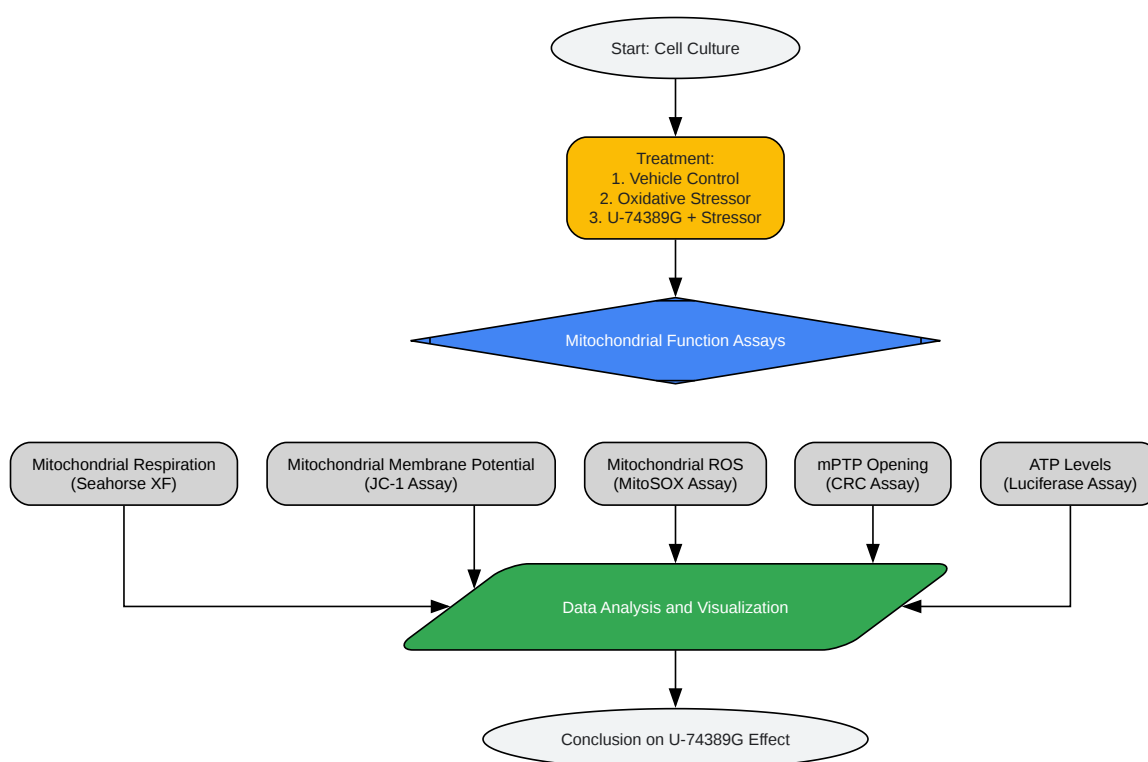 Start: Cell Culture
Treatment:
1. Vehicle Control
2. Oxidative Stressor
3. U-74389G + Stressor
Mitochondrial Function Assays
Mitochondrial Respiration
(Seahorse XF)
Mitochondrial Membrane Potential
(JC-1 Assay)
Mitochondrial ROS
(MitoSOX Assay)
mPTP Opening
(CRC Assay)
ATP Levels
(Luciferase Assay)
Data Analysis and Visualization
Conclusion on U-74389G Effect